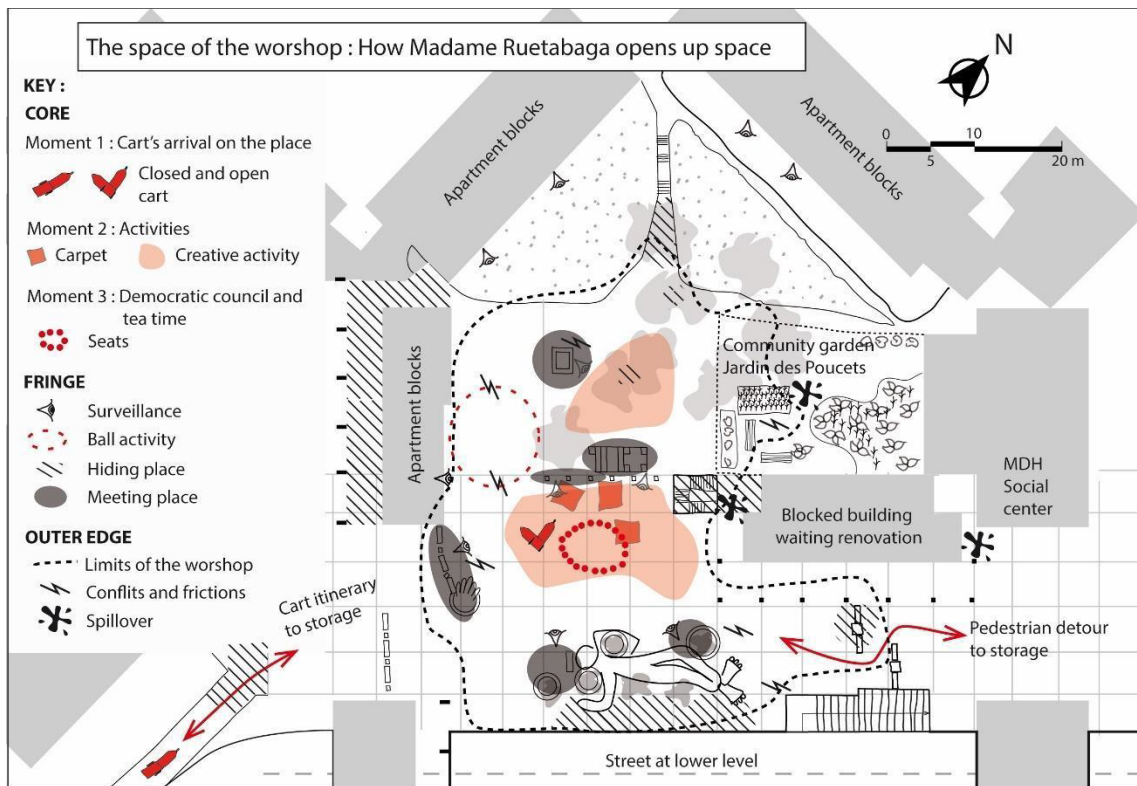 The space of the worshop : How Madame Ruetabaga opens up space
KEY :
CORE
Moment 1 : Cart's arrival on the place
Closed and open
cart
Moment 2 : Activities
Carpet
Creative activity
Moment 3 : Democratic council and
tea time
Seats
FRINGE
Surveillance
Ball activity
Hiding place
Meeting place
OUTER EDGE
Limits of the worshop
Conflits and frictions
Spillover
N
0 10
5 20 m
Apartment blocks
Apartment blocks
Apartment blocks
Community garden
Jardin des Poucets
MDH
Social
center
Blocked building
waiting renovation
Cart itinerary
to storage
Pedestrian detour
to storage
Street at lower level